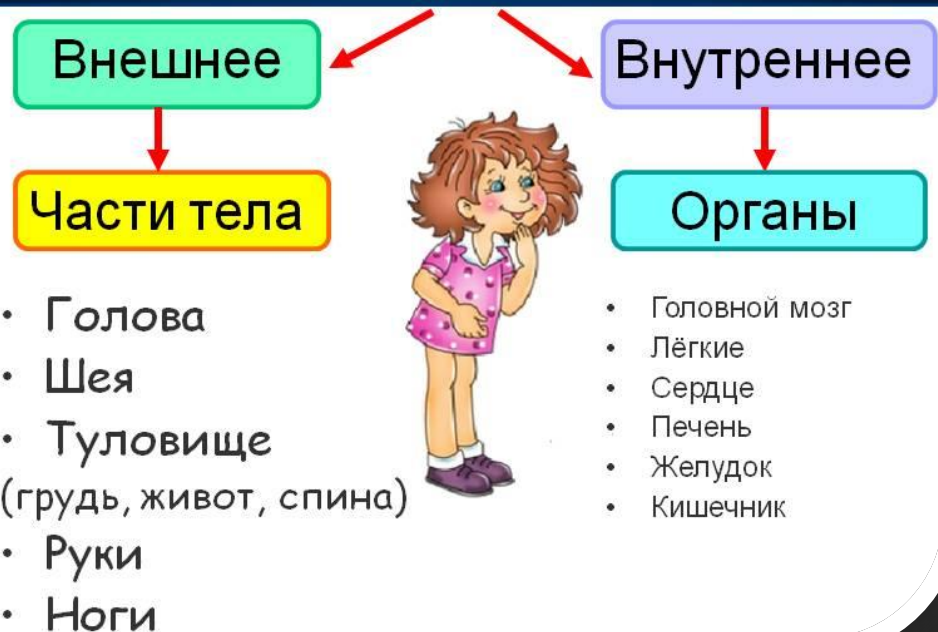 Внешнее
Внутреннее
Части тела
Органы
• Голова
• Шея
• Туловище
(грудь, живот, спина)
• Руки
• Ноги
• Головной мозг
• Лёгкие
• Сердце
• Печень
• Желудок
• Кишечник